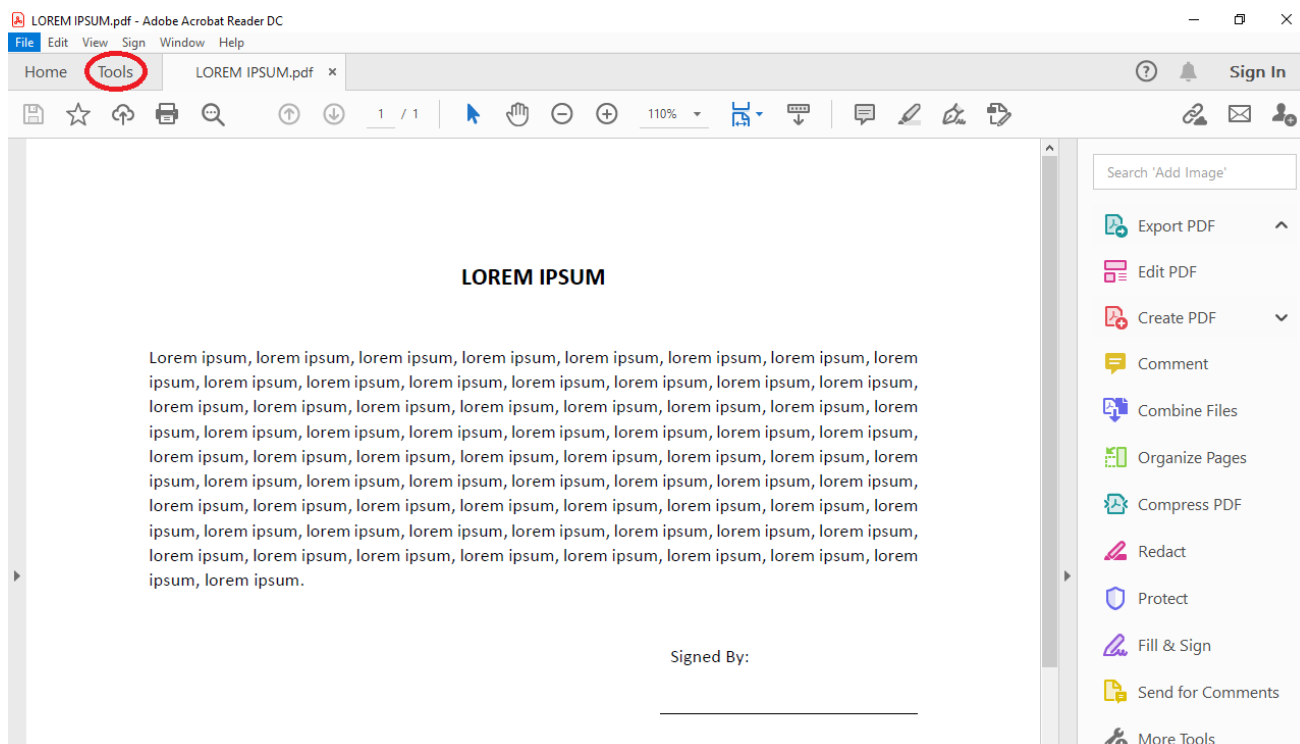 LOREM IPSUM.pdf - Adobe Acrobat Reader DC
File Edit View Sign Window Help
Home Tools LOREM IPSUM.pdf × ? Sign In
1 / 1 110%
Search 'Add Image'
Export PDF
Edit PDF
Create PDF
Comment
Combine Files
Organize Pages
Compress PDF
Redact
Protect
Fill & Sign
Send for Comments
More Tools
LOREM IPSUM
Lorem ipsum, lorem ipsum, lorem ipsum, lorem ipsum, lorem ipsum, lorem ipsum, lorem ipsum, lorem
ipsum, lorem ipsum, lorem ipsum, lorem ipsum, lorem ipsum, lorem ipsum, lorem ipsum, lorem ipsum,
lorem ipsum, lorem ipsum, lorem ipsum, lorem ipsum, lorem ipsum, lorem ipsum, lorem ipsum, lorem
ipsum, lorem ipsum, lorem ipsum, lorem ipsum, lorem ipsum, lorem ipsum, lorem ipsum, lorem ipsum,
lorem ipsum, lorem ipsum, lorem ipsum, lorem ipsum, lorem ipsum, lorem ipsum, lorem ipsum, lorem
ipsum, lorem ipsum, lorem ipsum, lorem ipsum, lorem ipsum, lorem ipsum, lorem ipsum, lorem ipsum,
lorem ipsum, lorem ipsum, lorem ipsum, lorem ipsum, lorem ipsum, lorem ipsum, lorem ipsum, lorem
ipsum, lorem ipsum, lorem ipsum, lorem ipsum, lorem ipsum, lorem ipsum, lorem ipsum, lorem ipsum,
lorem ipsum, lorem ipsum, lorem ipsum, lorem ipsum, lorem ipsum, lorem ipsum, lorem ipsum, lorem
ipsum, lorem ipsum.
Signed By: